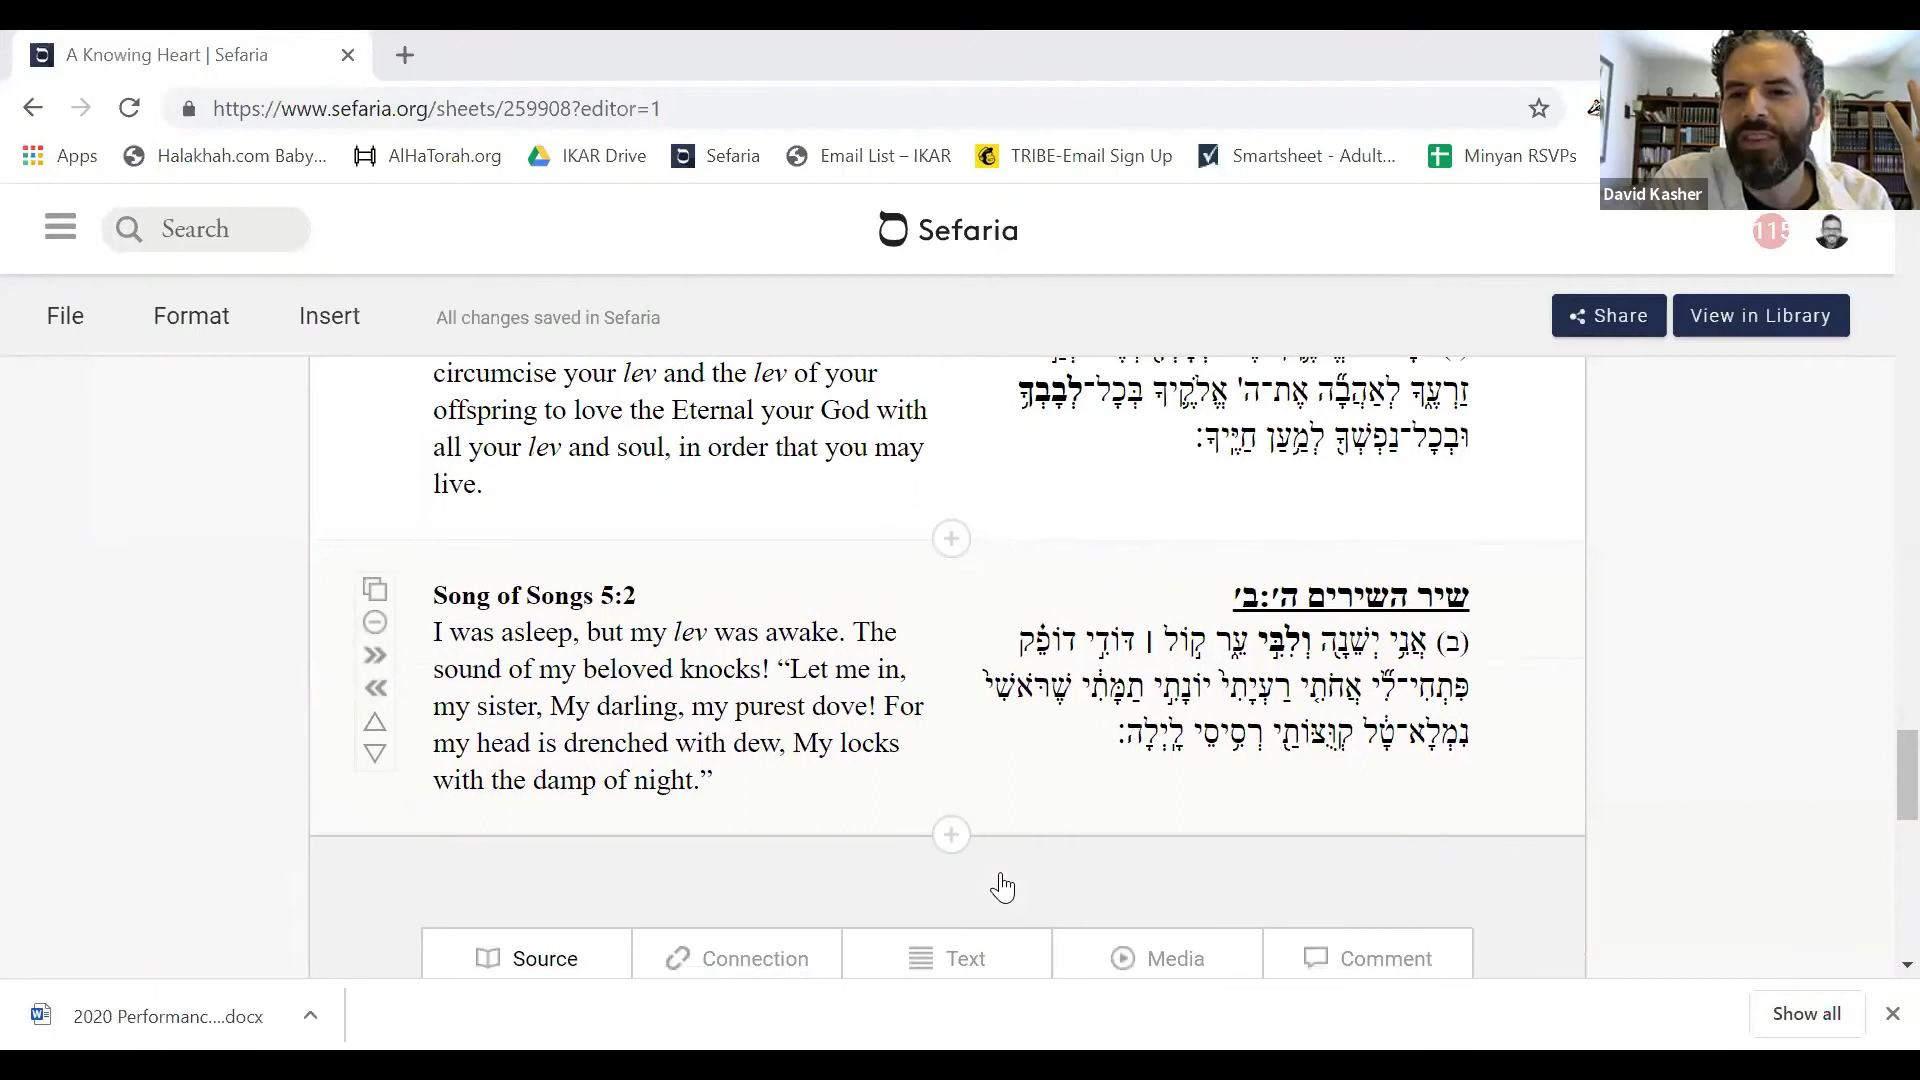 A Knowing Heart | Sefaria
https://www.sefaria.org/sheets/259908?editor=1
Apps
Halakhah.com Baby...
AlHaTorah.org
IKAR Drive
Sefaria
Email List – IKAR
TRIBE-Email Sign Up
Smartsheet - Adult...
Minyan RSVPs
David Kasher
Search
Sefaria
115
File
Format
Insert
All changes saved in Sefaria
Share
View in Library
circumcise your lev and the lev of your
offspring to love the Eternal your God with
all your lev and soul, in order that you may
live.
זַרְעֶ֑ךָ לְאַהֲבָ֞ה אֶת־ה' אֱלֹקֶ֛יךָ בְּכָל־לְבָבְךָ֥
וּבְכָל־נַפְשְׁךָ֖ לְמַ֥עַן חַיֶּֽיךָ׃
Song of Songs 5:2
I was asleep, but my lev was awake. The
sound of my beloved knocks! “Let me in,
my sister, My darling, my purest dove! For
my head is drenched with dew, My locks
with the damp of night.”
שיר השירים ה׳:ב׳
(ב) אֲנִ֥י יְשֵׁנָ֖ה וְלִבִּ֣י עֵ֑ר ק֣וֹל ׀ דּוֹדִ֣י דוֹפֵ֗ק
פִּתְחִי־לִ֞י אֲחֹתִ֤י רַעְיָתִי֙ יוֹנָתִ֣י תַמָּתִ֔י שֶׁרֹּאשִׁי֙
נִמְלָא־טָ֔ל קְוֻּצּוֹתַ֖י רְסִ֥יסֵי לָֽיְלָה׃
Source
Connection
Text
Media
Comment
2020 Performanc....docx
Show all